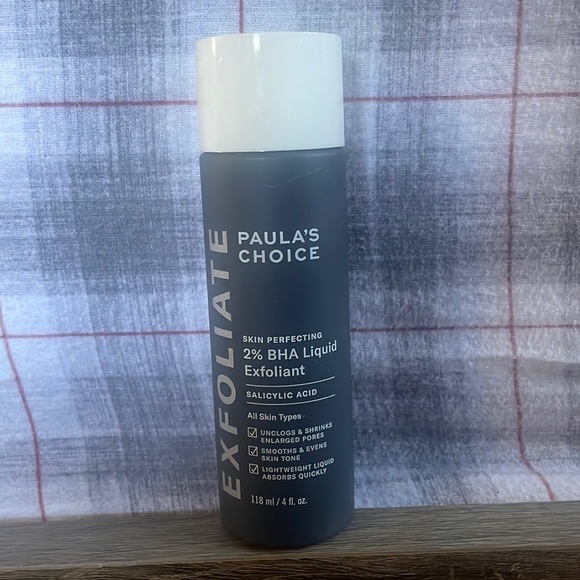 EXFOLIATE
PAULA'S
CHOICE
SKIN PERFECTING
2% BHA Liquid
Exfoliant
SALICYLIC ACID
All Skin Types
UNCLOGS & SHRINKS
ENLARGED PORES
SMOOTHS & EVENS
SKIN TONE
LIGHTWEIGHT LIQUID
ABSORBS QUICKLY
118 ml / 4 fl. oz.